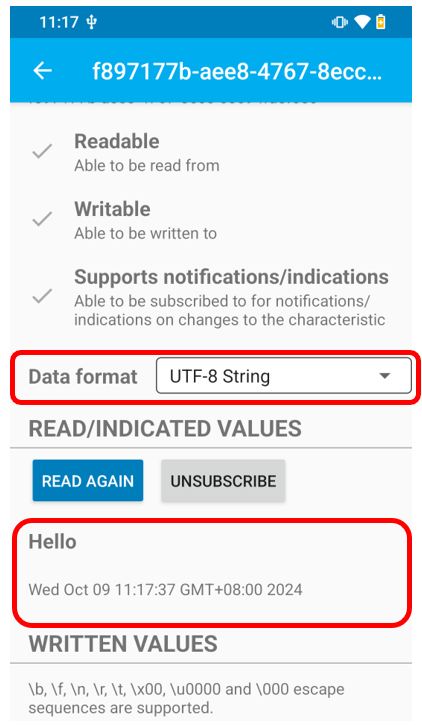 11:17
f897177b-aee8-4767-8ecc...
Readable
Able to be read from
Writable
Able to be written to
Supports notifications/indications
Able to be subscribed to for notifications/
indications on changes to the characteristic
Data format UTF-8 String
READ/INDICATED VALUES
READ AGAIN UNSUBSCRIBE
Hello
Wed Oct 09 11:17:37 GMT+08:00 2024
WRITTEN VALUES
\b, \f, \n, \r, \t, \x00, \u0000 and \000 escape
sequences are supported.